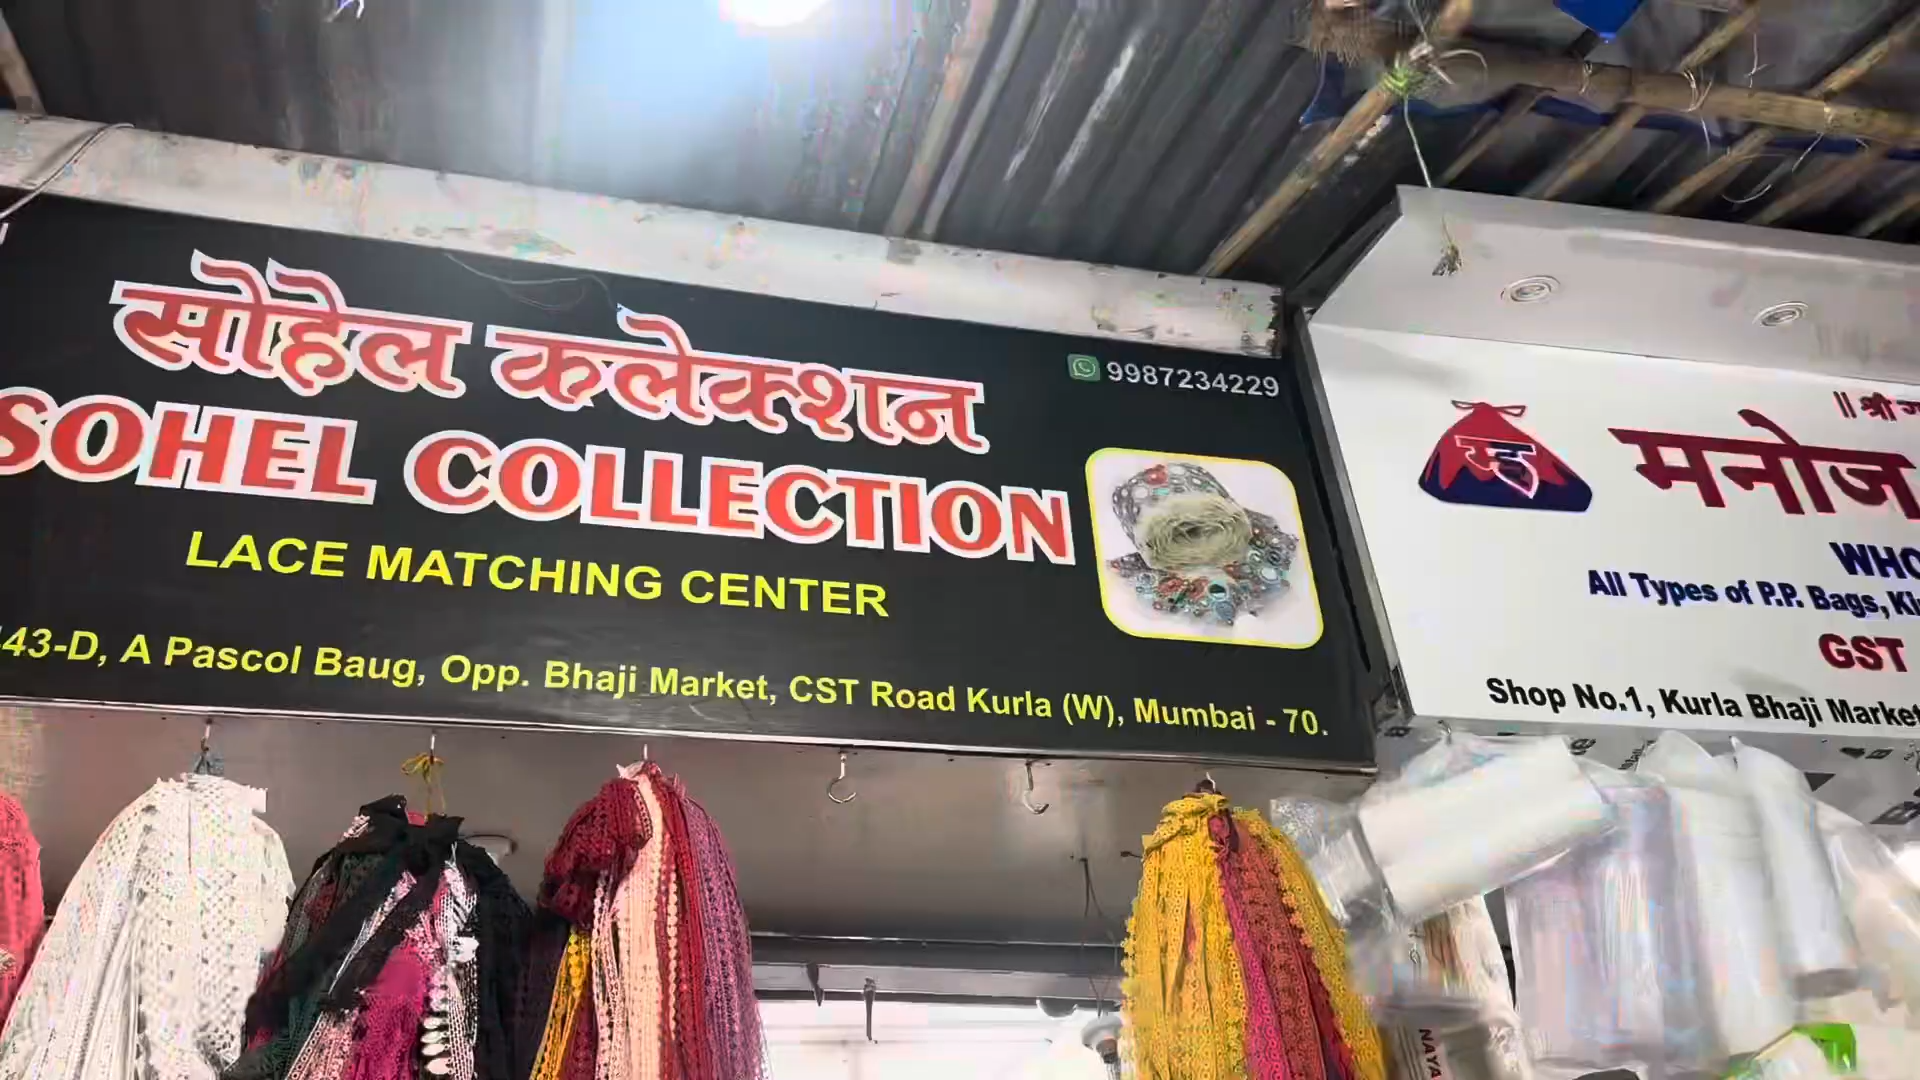 सोहेल कलेक्शन
9987234229
SOHEL COLLECTION
LACE MATCHING CENTER
43-D, A Pascol Baug, Opp. Bhaji Market, CST Road Kurla (W), Mumbai - 70.
|| श्री
मनोज
All Types of P.P. Bags,
GST
Shop No.1, Kurla Bhaji Market